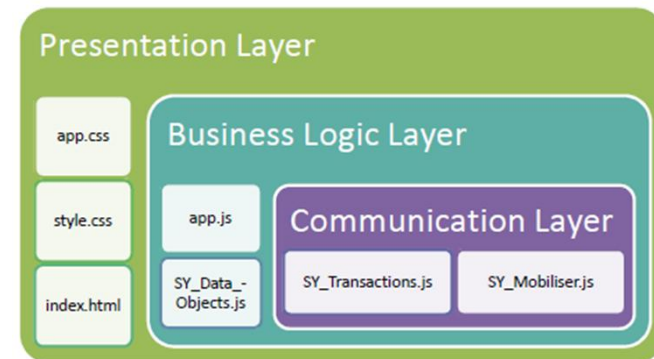 Presentation Layer
app.css
style.css
index.html
Business Logic Layer
app.js
SY_Data_-
Objects.js
Communication Layer
SY_Transactions.js
SY_Mobiliser.js